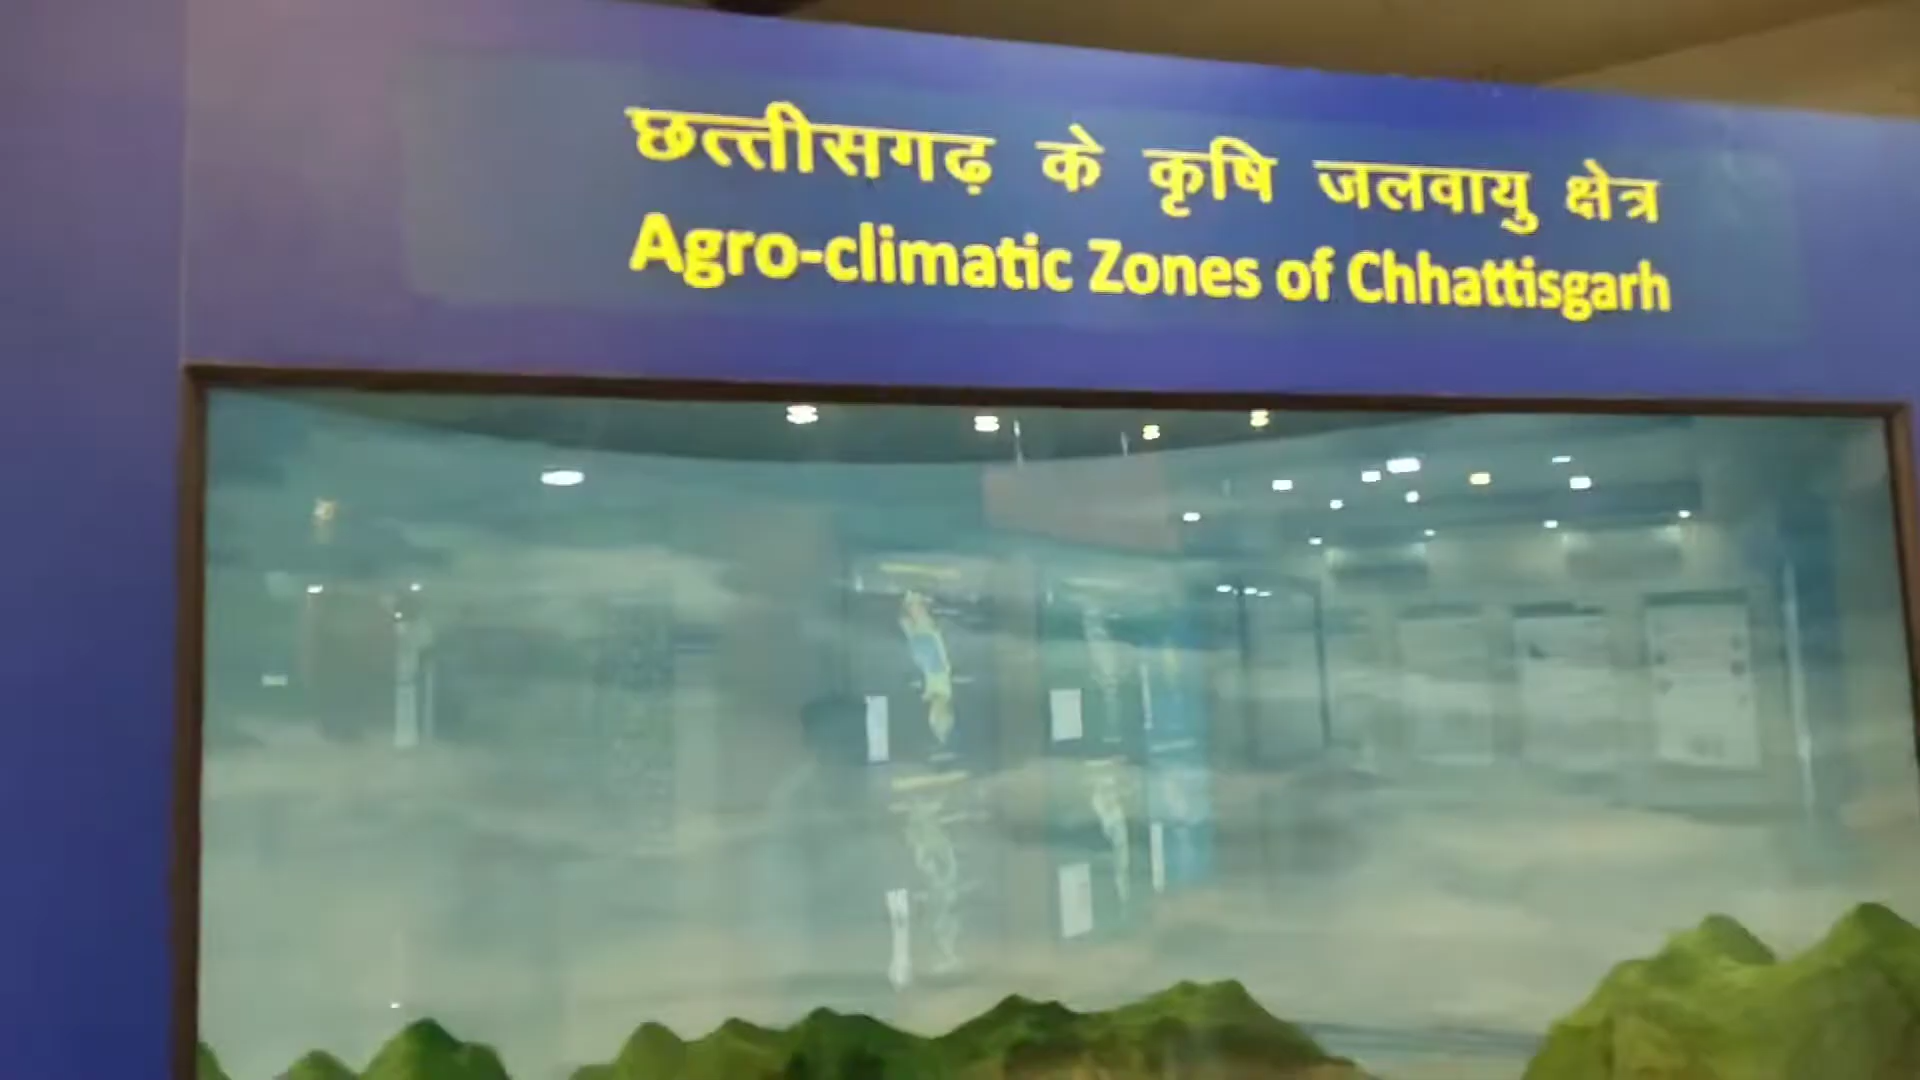 छत्तीसगढ़ के कृषि जलवायु क्षेत्र
Agro-climatic Zones of Chhattisgarh